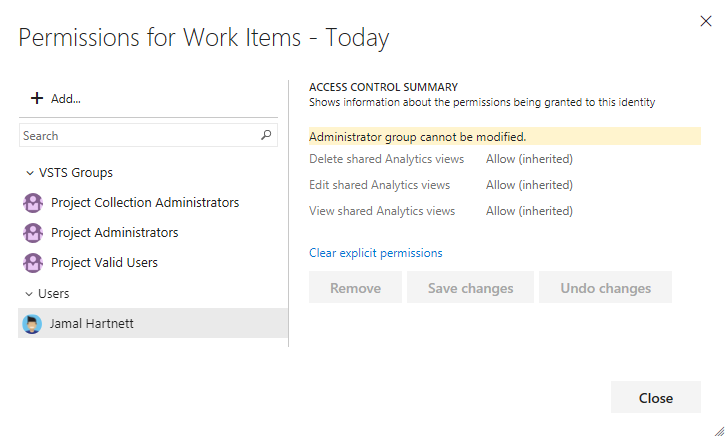 Permissions for Work Items - Today
Add...
Search
VSTS Groups
Project Collection Administrators
Project Administrators
Project Valid Users
Users
Jamal Hartnett
ACCESS CONTROL SUMMARY
Shows information about the permissions being granted to this identity
Administrator group cannot be modified.
Delete shared Analytics views Allow (inherited)
Edit shared Analytics views Allow (inherited)
View shared Analytics views Allow (inherited)
Clear explicit permissions
Remove Save changes Undo changes
Close